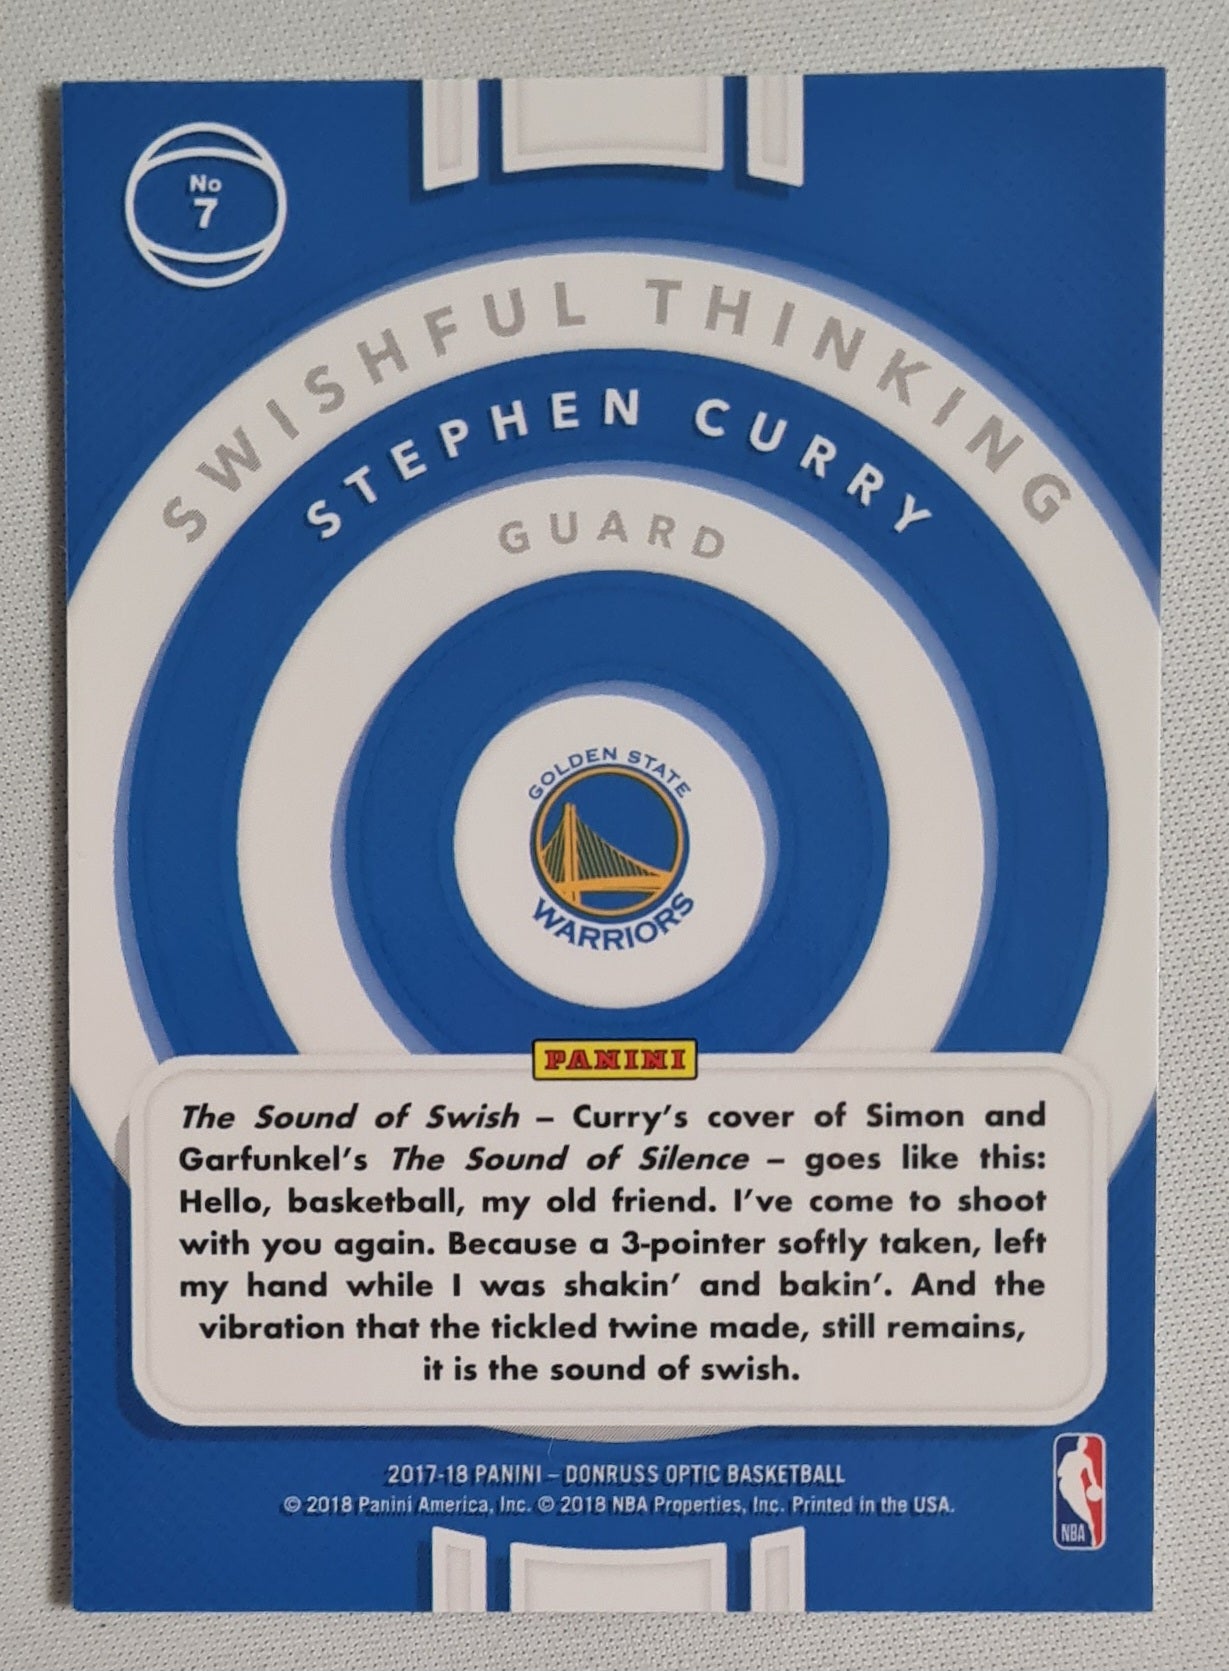 No
7
SWISHFUL THINKING
STEPHEN CURRY
GUARD
GOLDEN STATE
WARRIORS
PANINI
The Sound of Swish – Curry's cover of Simon and
Garfunkel's The Sound of Silence – goes like this:
Hello, basketball, my old friend. I've come to shoot
with you again. Because a 3-pointer softly taken, left
my hand while I was shakin' and bakin'. And the
vibration that the tickled twine made, still remains,
it is the sound of swish.
2017-18 PANINI – DONRUSS OPTIC BASKETBALL
© 2018 Panini America, Inc. © 2018 NBA Properties, Inc. Printed in the USA.
NBA